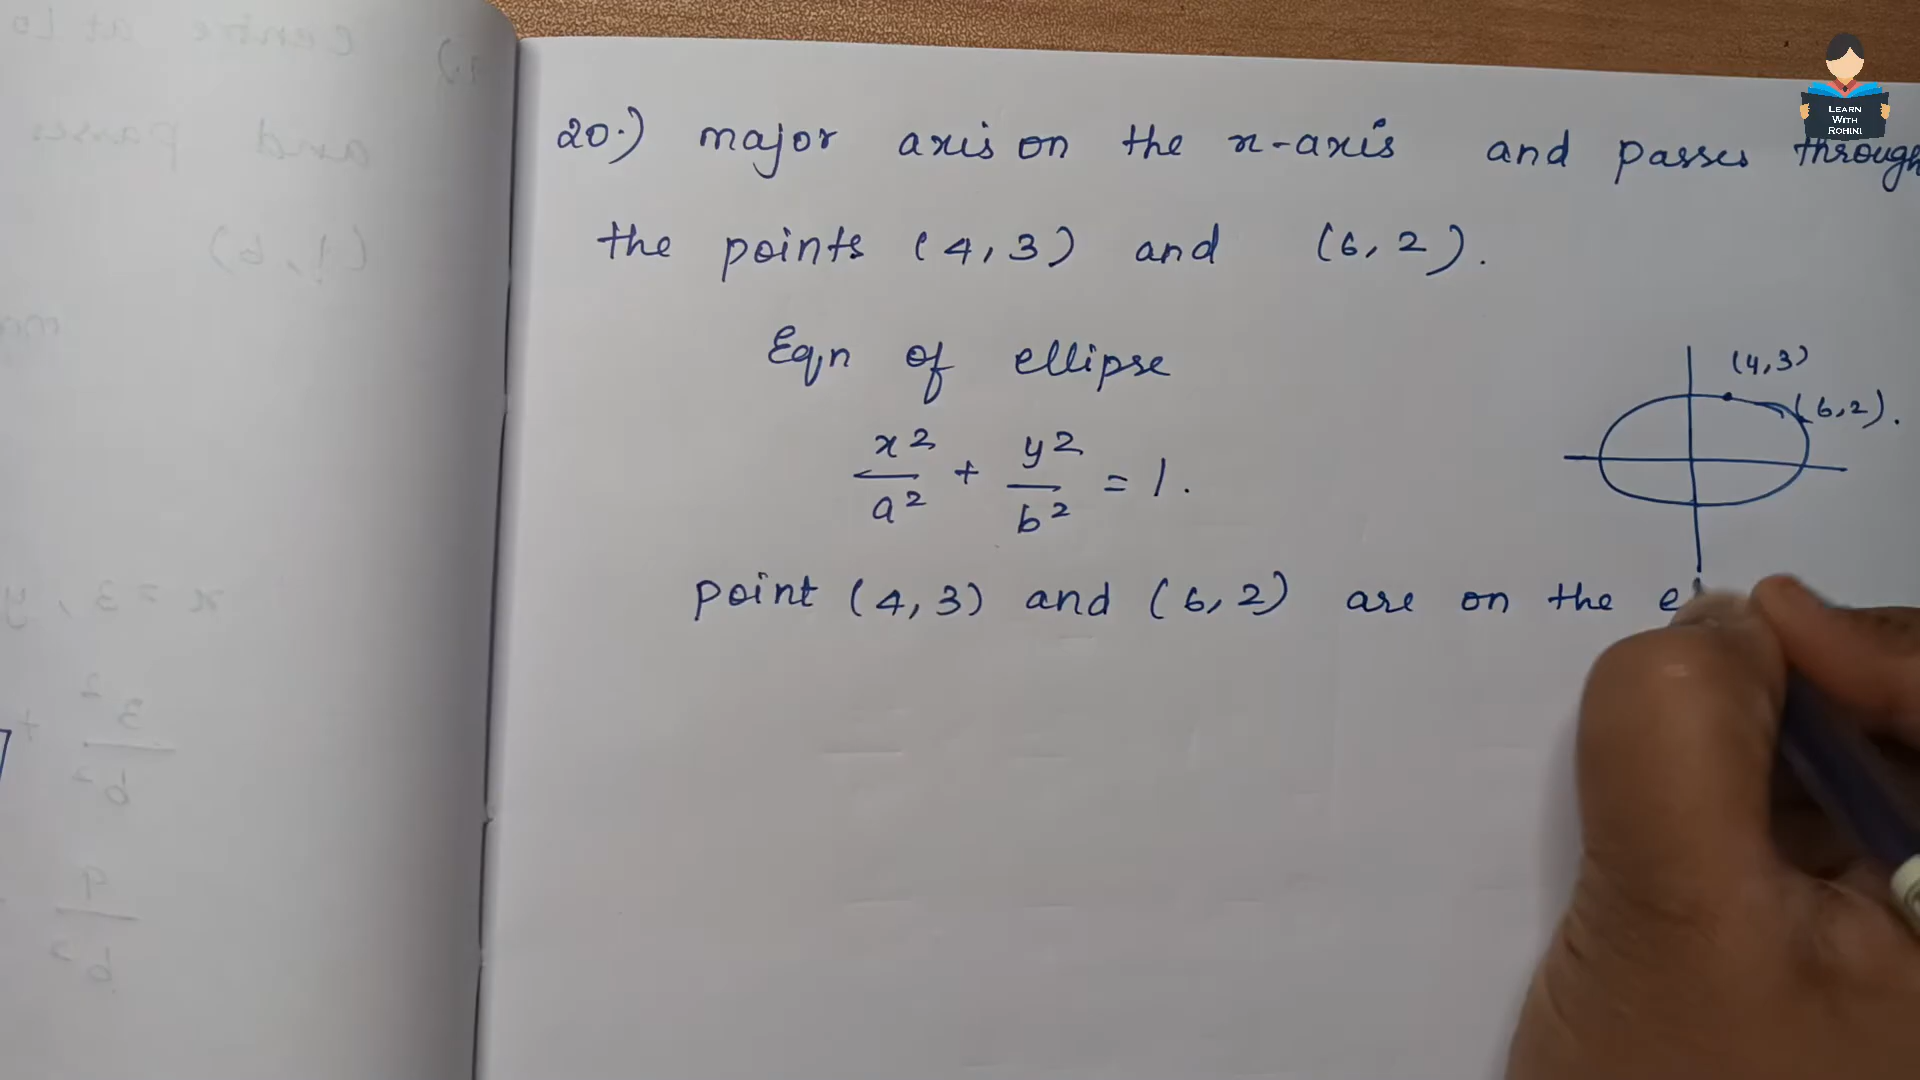 20.) major axis on the x-axis and passes through
the points (4,3) and (6,2).
Eqn of ellipse
x²/a² + y²/b² = 1.
point (4,3) and (6,2) are on the
(4,3)
(6,2).
LEARN
WITH
ROHINI